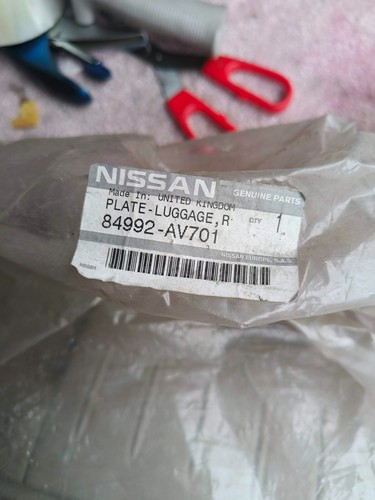 NISSAN GENUINE PARTS
Made In: UNITED KINGDOM
PLATE-LUGGAGE,R QTY 1
84992-AV701
NISSAN EUROPE, S.A.S